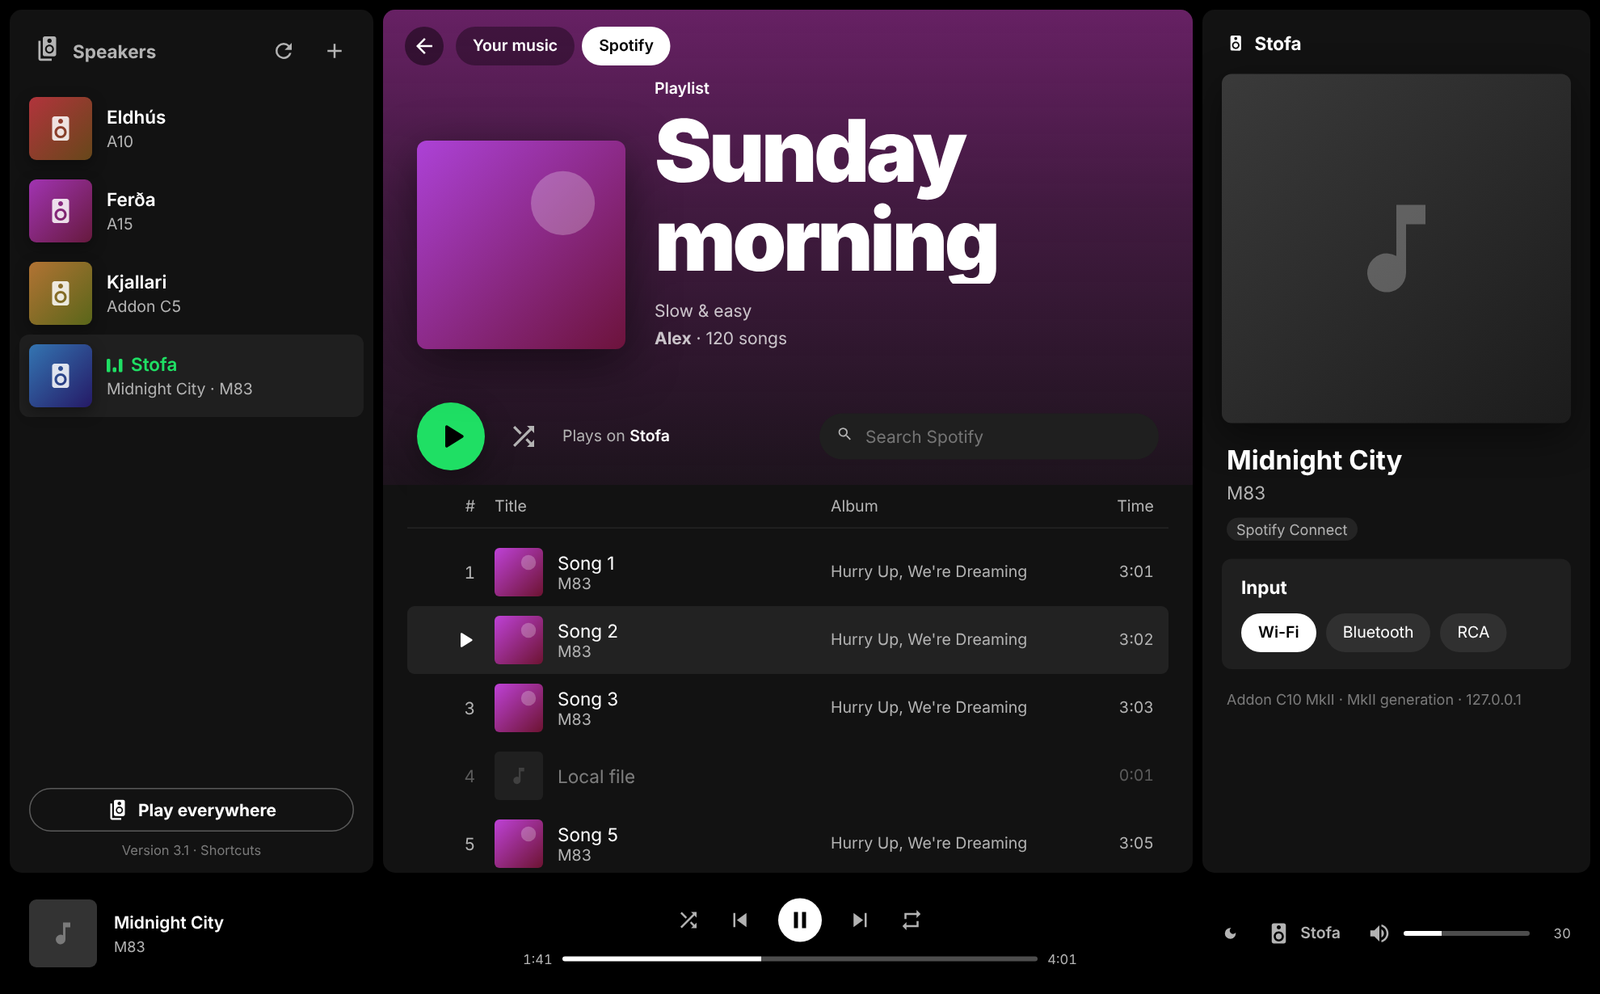 Speakers
Eldhús
A10
Ferða
A15
Kjallari
Addon C5
Stofa
Midnight City · M83
Play everywhere
Version 3.1 · Shortcuts
Your music
Spotify
Playlist
Sunday
morning
Slow & easy
Alex · 120 songs
Plays on Stofa
Search Spotify
# Title Album Time
1 Song 1 Hurry Up, We're Dreaming 3:01
M83
Song 2 Hurry Up, We're Dreaming 3:02
M83
3 Song 3 Hurry Up, We're Dreaming 3:03
M83
4 Local file 0:01
5 Song 5 Hurry Up, We're Dreaming 3:05
M83
Stofa
Midnight City
M83
Spotify Connect
Input
Wi-Fi Bluetooth RCA
Addon C10 MkII · MkII generation · 127.0.0.1
Midnight City
M83
1:41
4:01
Stofa
30